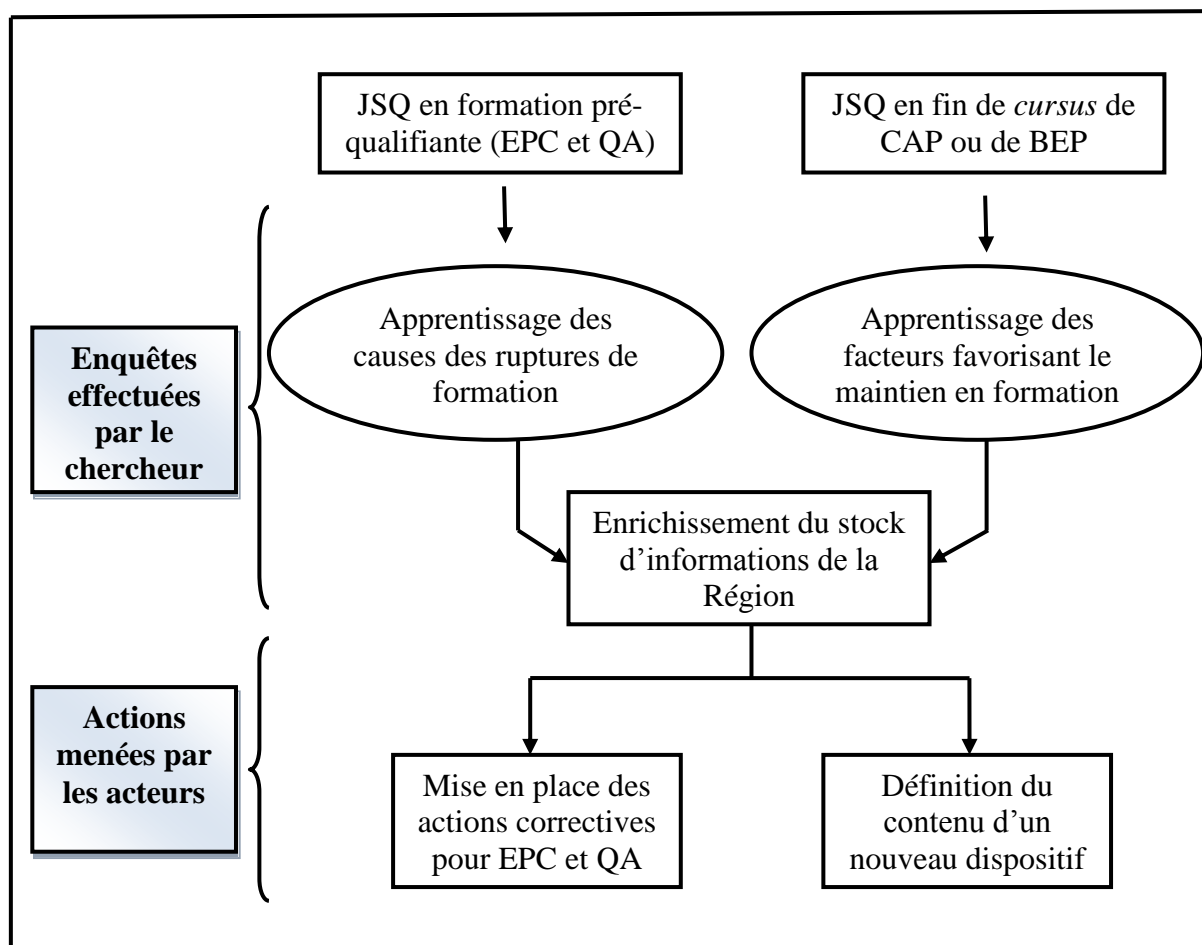 JSQ en formation pré-
qualifiante (EPC et QA)
JSQ en fin de cursus de
CAP ou de BEP
Enquêtes
effectuées
par le
chercheur
Apprentissage des
causes des ruptures de
formation
Apprentissage des
facteurs favorisant le
maintien en formation
Enrichissement du stock
d’informations de la
Région
Actions
menées par
les acteurs
Mise en place des
actions correctives
pour EPC et QA
Définition du
contenu d’un
nouveau dispositif